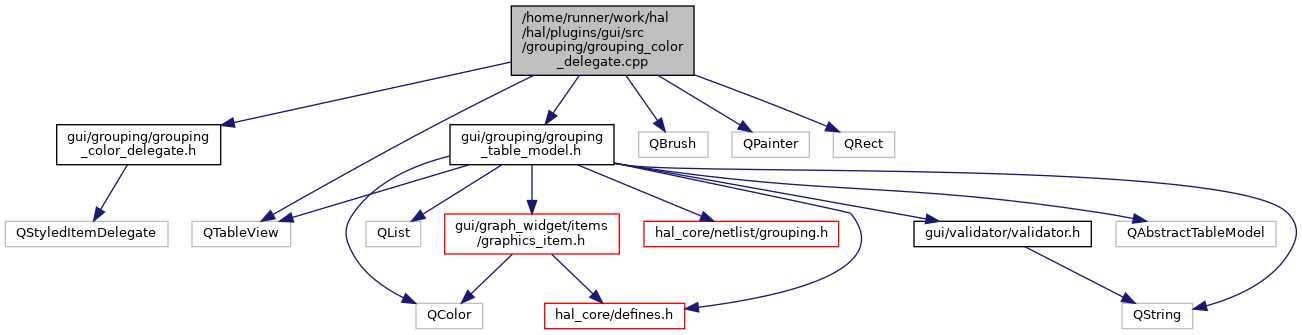 /home/runner/work/hal
/hal/plugins/gui/src
/grouping/grouping_color
_delegate.cpp
gui/grouping/grouping
_color_delegate.h
gui/grouping/grouping
_table_model.h
QBrush
QPainter
QRect
QStyledItemDelegate
QTableView
QList
gui/graph_widget/items
/graphics_item.h
hal_core/netlist/grouping.h
gui/validator/validator.h
QAbstractTableModel
QColor
hal_core/defines.h
QString